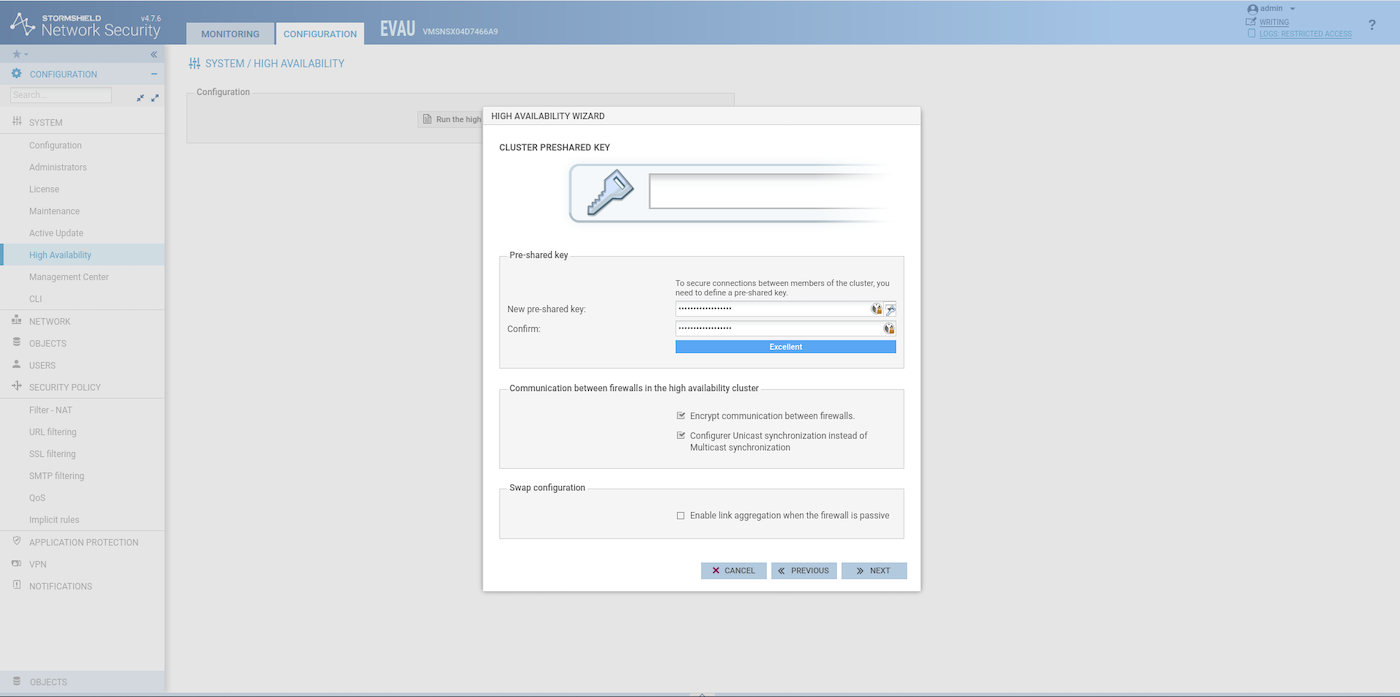 STORMSHIELD v4.7.6
Network Security
MONITORING
CONFIGURATION
EVAU VMSNSX04D7466A9
admin
WRITING
LOGS: RESTRICTED ACCESS
?
CONFIGURATION
Search...
SYSTEM
Configuration
Administrators
License
Maintenance
Active Update
High Availability
Management Center
CLI
NETWORK
OBJECTS
USERS
SECURITY POLICY
Filter - NAT
URL filtering
SSL filtering
SMTP filtering
QoS
Implicit rules
APPLICATION PROTECTION
VPN
NOTIFICATIONS
OBJECTS
SYSTEM / HIGH AVAILABILITY
Configuration
Run the high
HIGH AVAILABILITY WIZARD
CLUSTER PRESHARED KEY
Pre-shared key
To secure connections between members of the cluster, you
need to define a pre-shared key.
New pre-shared key: ••••••••••••••••••
Confirm: ••••••••••••••••••
Excellent
Communication between firewalls in the high availability cluster
Encrypt communication between firewalls.
Configurer Unicast synchronization instead of
Multicast synchronization
Swap configuration
Enable link aggregation when the firewall is passive
CANCEL
PREVIOUS
NEXT